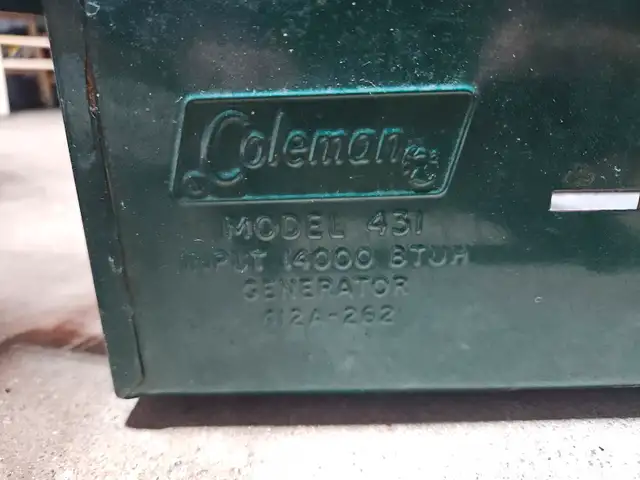 Coleman
MODEL 431
INPUT 14000 BTUH
GENERATOR
412A-262